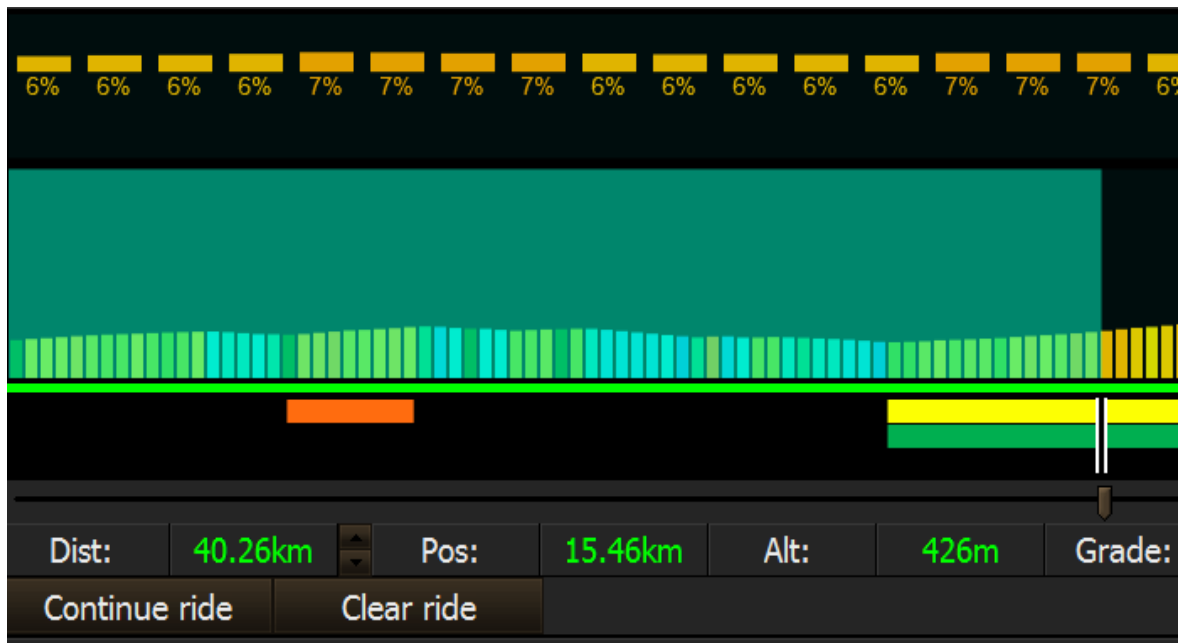 6% 6% 6% 6% 7% 7% 7% 7% 6% 6% 6% 6% 6% 7% 7% 7% 6%
Dist: 40.26km Pos: 15.46km Alt: 426m Grade:
Continue ride Clear ride